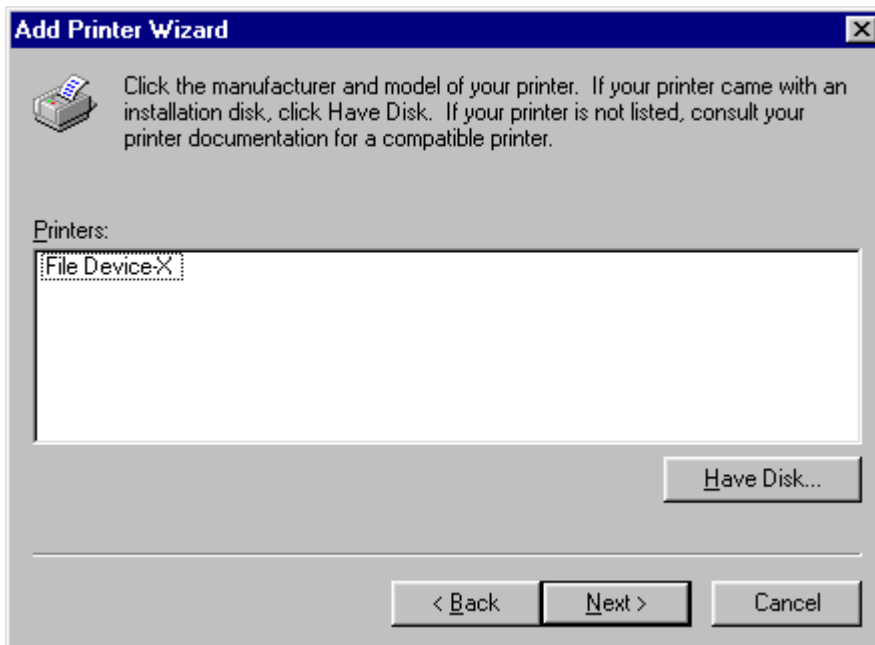 Add Printer Wizard
Click the manufacturer and model of your printer. If your printer came with an
installation disk, click Have Disk. If your printer is not listed, consult your
printer documentation for a compatible printer.
Printers:
File Device-X
Have Disk...
< Back
Next >
Cancel